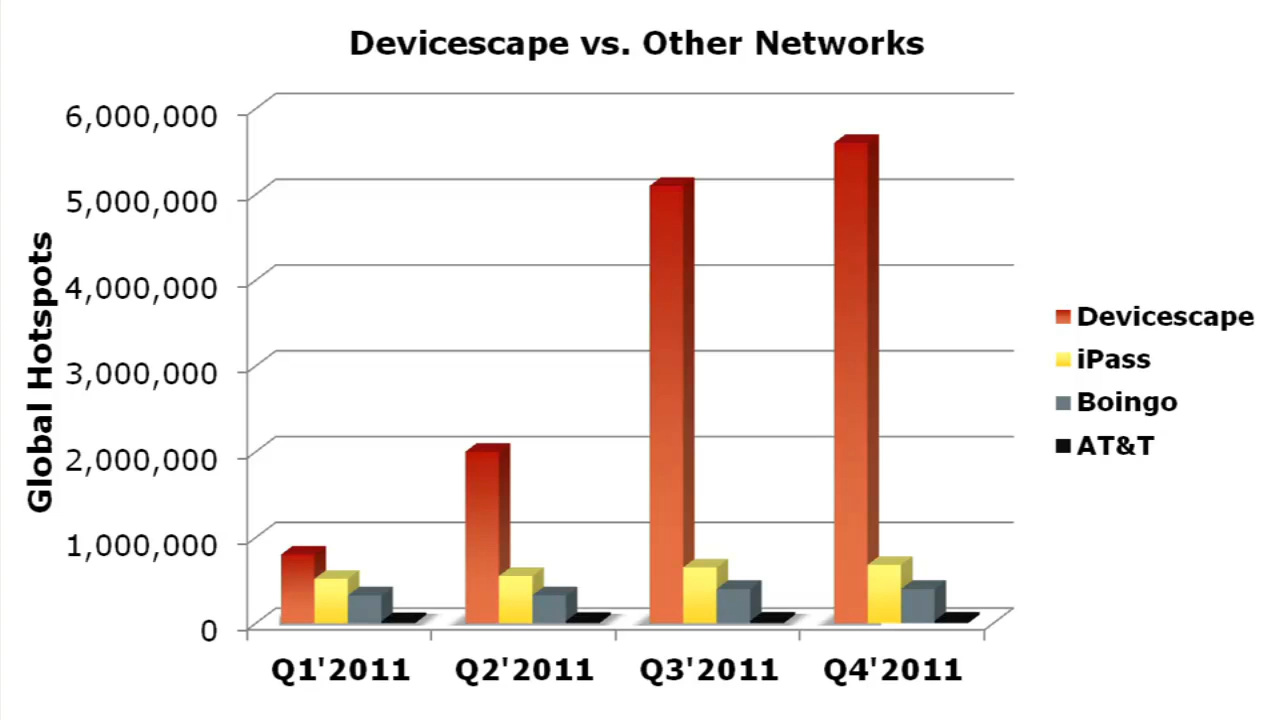 Devicescape vs. Other Networks
Global Hotspots
6,000,000
5,000,000
4,000,000
3,000,000
2,000,000
1,000,000
0
Q1'2011
Q2'2011
Q3'2011
Q4'2011
Devicescape
iPass
Boingo
AT&T